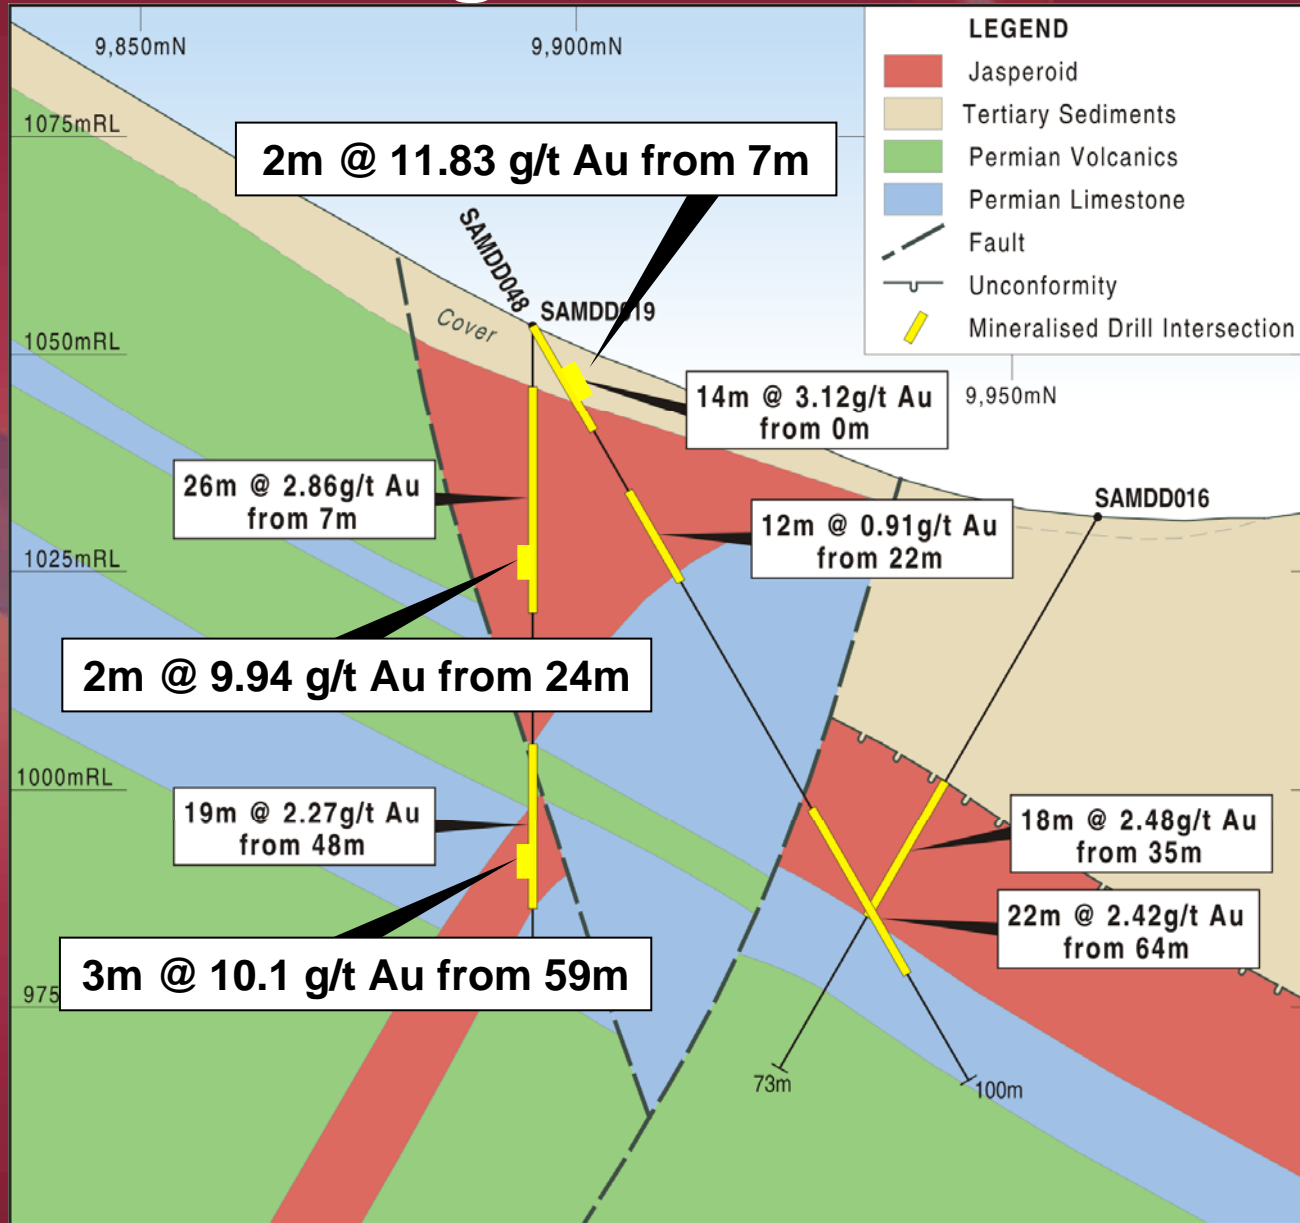 9,850mN
9,900mN
LEGEND
Jasperoid
Tertiary Sediments
Permian Volcanics
Permian Limestone
Fault
Unconformity
Mineralised Drill Intersection
1075mRL
2m @ 11.83 g/t Au from 7m
SAMDD048
SAMDD019
Cover
1050mRL
14m @ 3.12g/t Au
from 0m
9,950mN
26m @ 2.86g/t Au
from 7m
SAMDD016
12m @ 0.91g/t Au
from 22m
1025mRL
2m @ 9.94 g/t Au from 24m
1000mRL
19m @ 2.27g/t Au
from 48m
18m @ 2.48g/t Au
from 35m
22m @ 2.42g/t Au
from 64m
3m @ 10.1 g/t Au from 59m
975
73m
100m